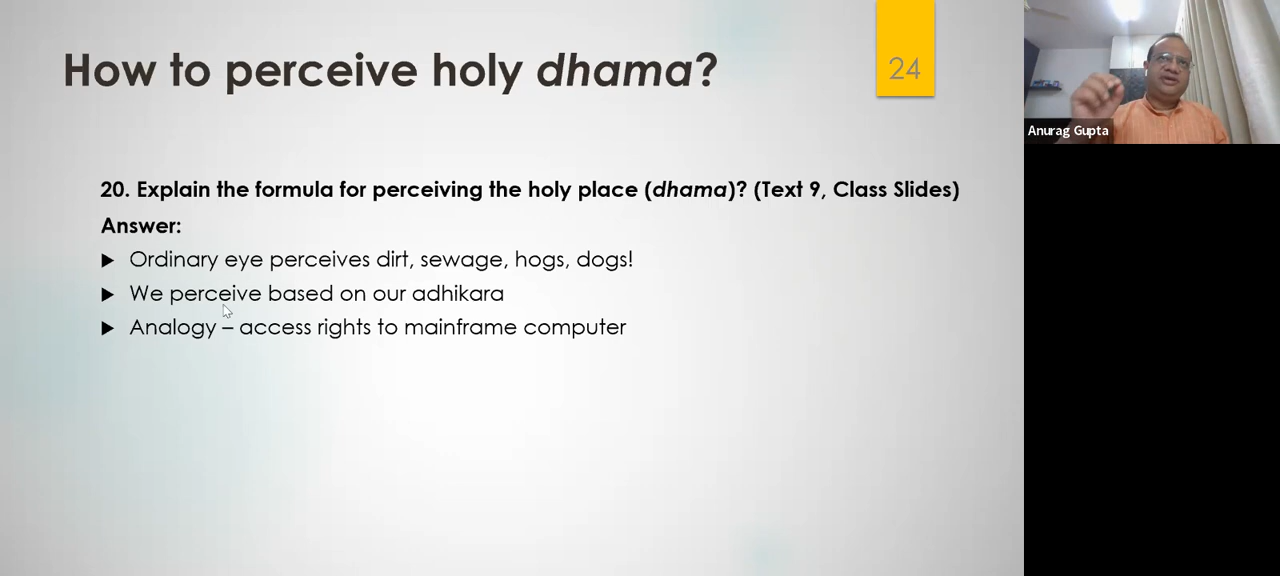 How to perceive holy dhama?
24
Anurag Gupta
20. Explain the formula for perceiving the holy place (dhama)? (Text 9, Class Slides)
Answer:
Ordinary eye perceives dirt, sewage, hogs, dogs!
We perceive based on our adhikara
Analogy – access rights to mainframe computer